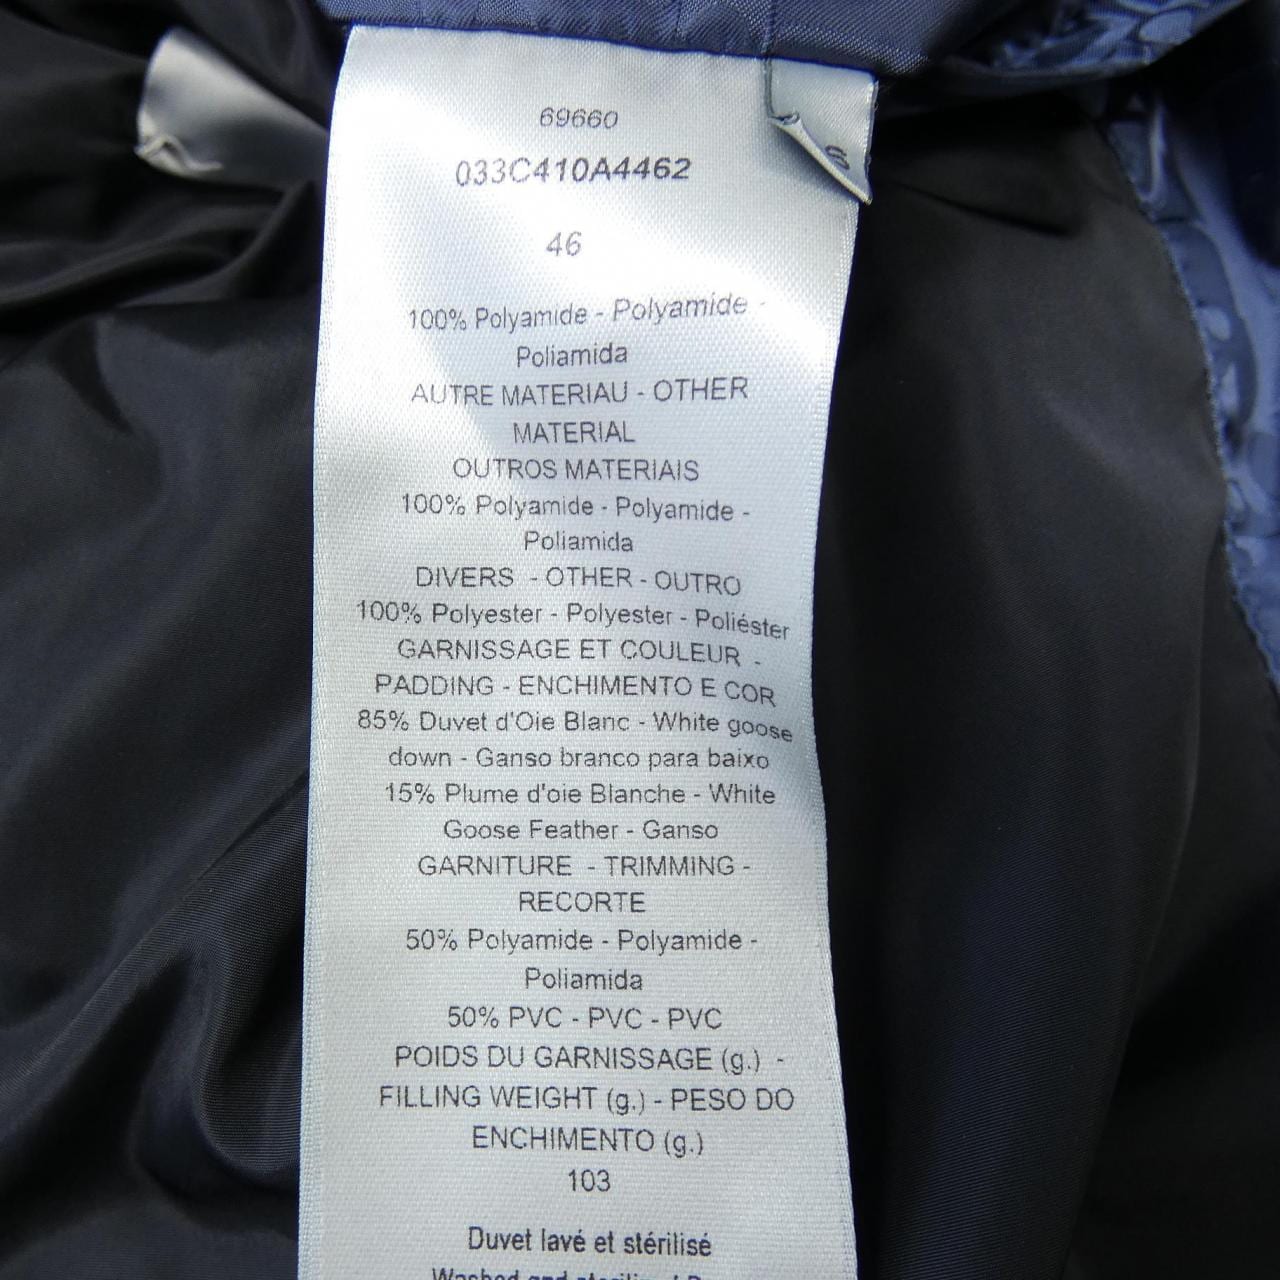 69660
033C410A4462
46
100% Polyamide - Polyamide -
Poliamida
AUTRE MATERIAU - OTHER
MATERIAL
OUTROS MATERIAIS
100% Polyamide - Polyamide -
Poliamida
DIVERS - OTHER - OUTRO
100% Polyester - Polyester - Poliéster
GARNISSAGE ET COULEUR -
PADDING - ENCHIMENTO E COR
85% Duvet d'Oie Blanc - White goose
down - Ganso branco para baixo
15% Plume d'oie Blanche - White
Goose Feather - Ganso
GARNITURE - TRIMMING -
RECORTE
50% Polyamide - Polyamide -
Poliamida
50% PVC - PVC - PVC
POIDS DU GARNISSAGE (g.) -
FILLING WEIGHT (g.) - PESO DO
ENCHIMENTO (g.)
103
Duvet lavé et stérilisé
Washed and sterilized